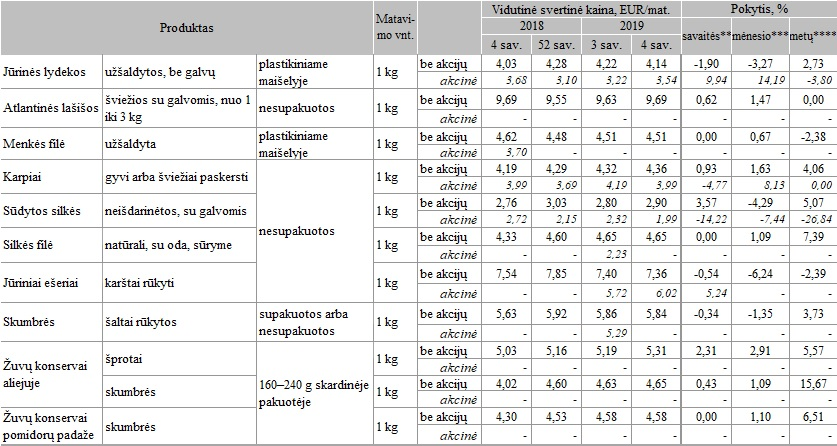 Produktas Matavi- Vidutinė svertinė kaina, EUR/mat. Pokytis, %
mo vnt. 2018 2019 savaitės** mėnesio*** metų****
4 sav. 52 sav. 3 sav. 4 sav.
Jūrinės lydekos užšaldytos, be galvų plastikiniame maišelyje 1 kg be akcijų 4,03 4,28 4,22 4,14 -1,90 -3,27 2,73
akcinė 3,68 3,10 3,22 3,54 9,94 14,19 -3,80
Atlantinės lašišos šviežios su galvomis, nuo 1 iki 3 kg nesupakuotos 1 kg be akcijų 9,69 9,55 9,63 9,69 0,62 1,47 0,00
akcinė - - - - - - -
Menkės filė užšaldyta plastikiniame maišelyje 1 kg be akcijų 4,62 4,48 4,51 4,51 0,00 0,67 -2,38
akcinė 3,70 - - - - - -
Karpiai gyvi arba šviežiai paskersti nesupakuotos 1 kg be akcijų 4,19 4,29 4,32 4,36 0,93 1,63 4,06
akcinė 3,99 3,69 4,19 3,99 -4,77 8,13 0,00
Sūdytos silkės neišdarinėtos, su galvomis 1 kg be akcijų 2,76 3,03 2,80 2,90 3,57 -4,29 5,07
akcinė 2,72 2,15 2,32 1,99 -14,22 -7,44 -26,84
Silkės filė natūrali, su oda, sūryme 1 kg be akcijų 4,33 4,60 4,65 4,65 0,00 1,09 7,39
akcinė - - 2,23 - - - -
Jūriniai ešeriai karštai rūkyti 1 kg be akcijų 7,54 7,85 7,40 7,36 -0,54 -6,24 -2,39
akcinė - - 5,72 6,02 5,24 - -
Skumbrės šaltai rūkytos supakuotos arba nesupakuotos 1 kg be akcijų 5,63 5,92 5,86 5,84 -0,34 -1,35 3,73
akcinė - - 5,29 - - - -
Žuvų konservai aliejuje šprotai 160–240 g skardinėje pakuotėje 1 kg be akcijų 5,03 5,16 5,19 5,31 2,31 2,91 5,57
akcinė - - - - - - -
skumbrės 1 kg be akcijų 4,02 4,60 4,63 4,65 0,43 1,09 15,67
akcinė - - - - - - -
Žuvų konservai pomidorų padaže skumbrės 1 kg be akcijų 4,30 4,53 4,58 4,58 0,00 1,10 6,51
akcinė - - - - - - -